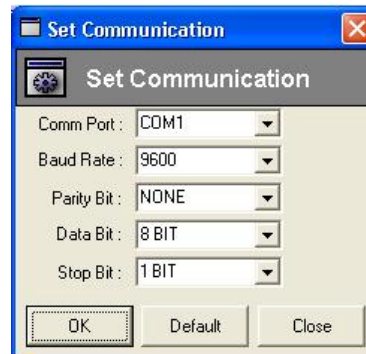 Set Communication
Set Communication
Comm Port : COM1
Baud Rate : 9600
Parity Bit : NONE
Data Bit : 8 BIT
Stop Bit : 1 BIT
OK Default Close